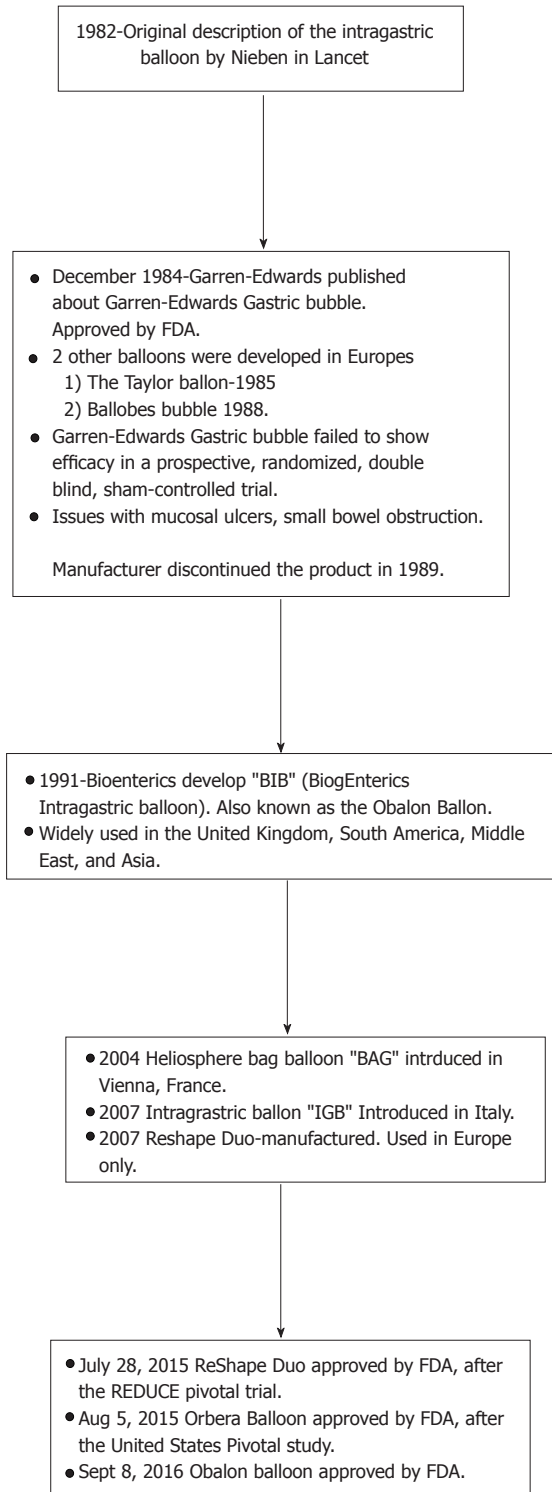 1982-Original description of the intragastric
balloon by Nieben in Lancet
● December 1984-Garren-Edwards published
about Garren-Edwards Gastric bubble.
Approved by FDA.
● 2 other balloons were developed in Europes
1) The Taylor ballon-1985
2) Ballobes bubble 1988.
● Garren-Edwards Gastric bubble failed to show
efficacy in a prospective, randomized, double
blind, sham-controlled trial.
● Issues with mucosal ulcers, small bowel obstruction.
Manufacturer discontinued the product in 1989.
● 1991-Bioenterics develop "BIB" (BiogEnterics
Intragastric balloon). Also known as the Obalon Ballon.
● Widely used in the United Kingdom, South America, Middle
East, and Asia.
● 2004 Heliosphere bag balloon "BAG" intrduced in
Vienna, France.
● 2007 Intragrastric ballon "IGB" Introduced in Italy.
● 2007 Reshape Duo-manufactured. Used in Europe
only.
● July 28, 2015 ReShape Duo approved by FDA, after
the REDUCE pivotal trial.
● Aug 5, 2015 Orbera Balloon approved by FDA, after
the United States Pivotal study.
● Sept 8, 2016 Obalon balloon approved by FDA.